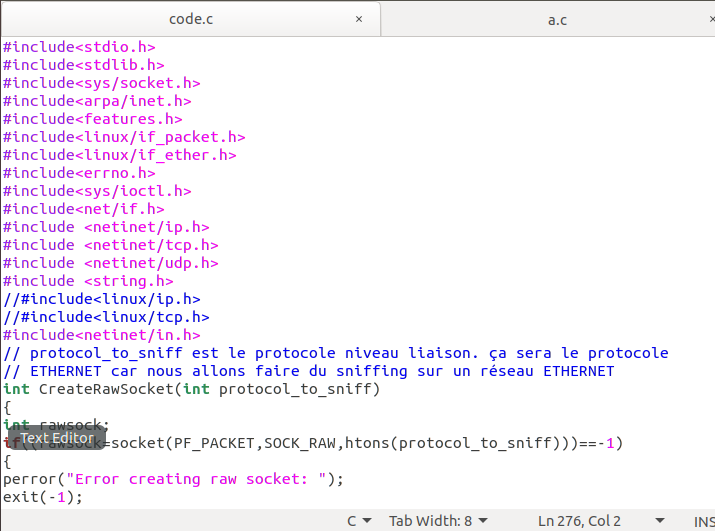 code.c × a.c ×
#include<stdio.h>
#include<stdlib.h>
#include<sys/socket.h>
#include<arpa/inet.h>
#include<features.h>
#include<linux/if_packet.h>
#include<linux/if_ether.h>
#include<errno.h>
#include<sys/ioctl.h>
#include<net/if.h>
#include <netinet/ip.h>
#include <netinet/tcp.h>
#include <netinet/udp.h>
#include <string.h>
//#include<linux/ip.h>
//#include<linux/tcp.h>
#include<netinet/in.h>
// protocol_to_sniff est le protocole niveau liaison. ça sera le protocole
// ETHERNET car nous allons faire du sniffing sur un réseau ETHERNET
int CreateRawSocket(int protocol_to_sniff)
{
int rawsock;
Text Editor
if((rawsock=socket(PF_PACKET,SOCK_RAW,htons(protocol_to_sniff)))==-1)
{
perror("Error creating raw socket: ");
exit(-1);
C Tab Width: 8 Ln 276, Col 2 INS